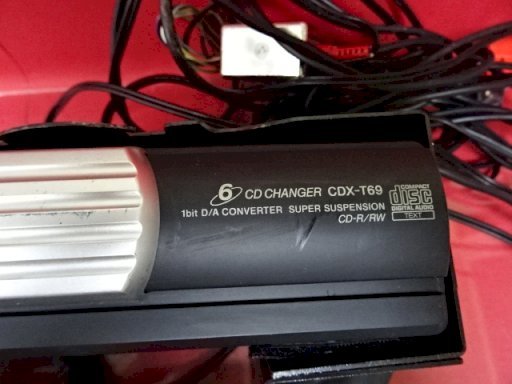 6 CD CHANGER CDX-T69
1bit D/A CONVERTER SUPER SUSPENSION
CD-R/RW
COMPACT
disc
DIGITAL AUDIO
TEXT